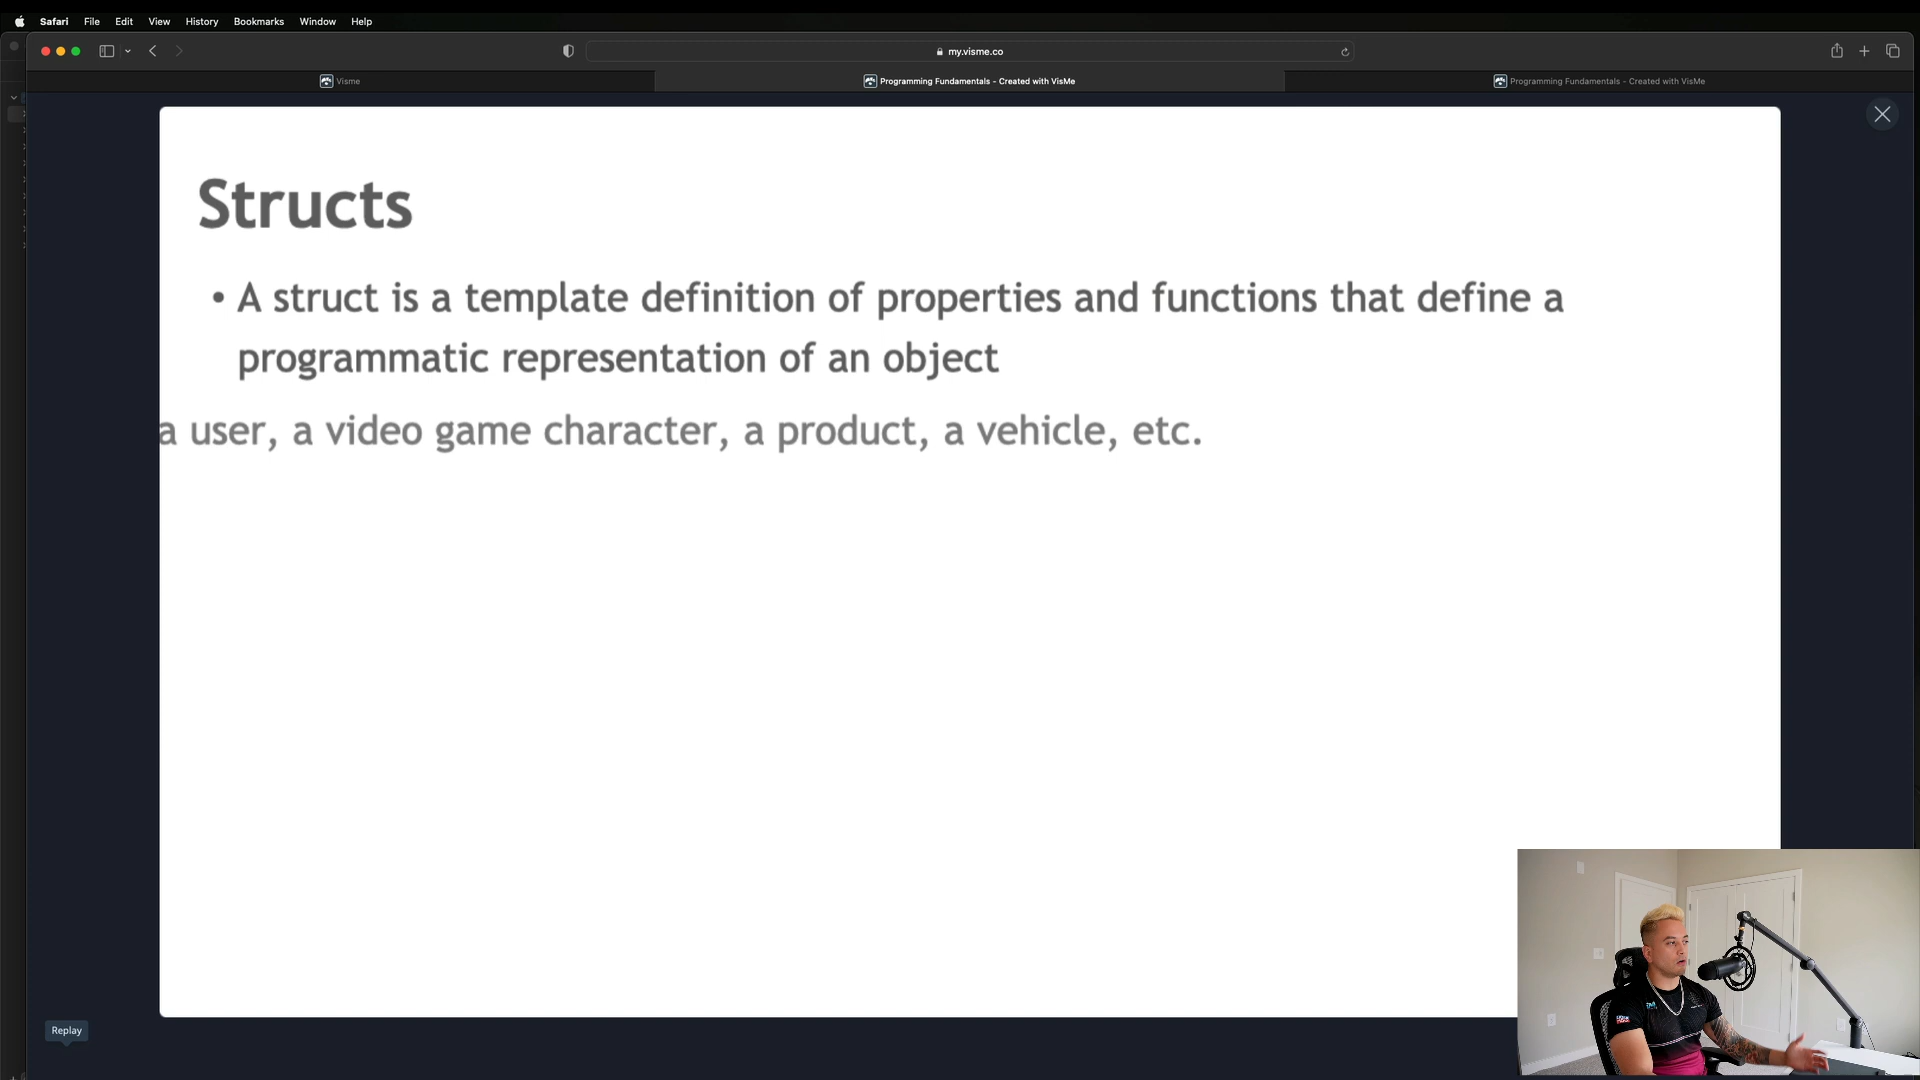 Safari File Edit View History Bookmarks Window Help
my.visme.co
Visme
Programming Fundamentals - Created with VisMe
Programming Fundamentals - Created with VisMe
Structs
• A struct is a template definition of properties and functions that define a
programmatic representation of an object
a user, a video game character, a product, a vehicle, etc.
Replay